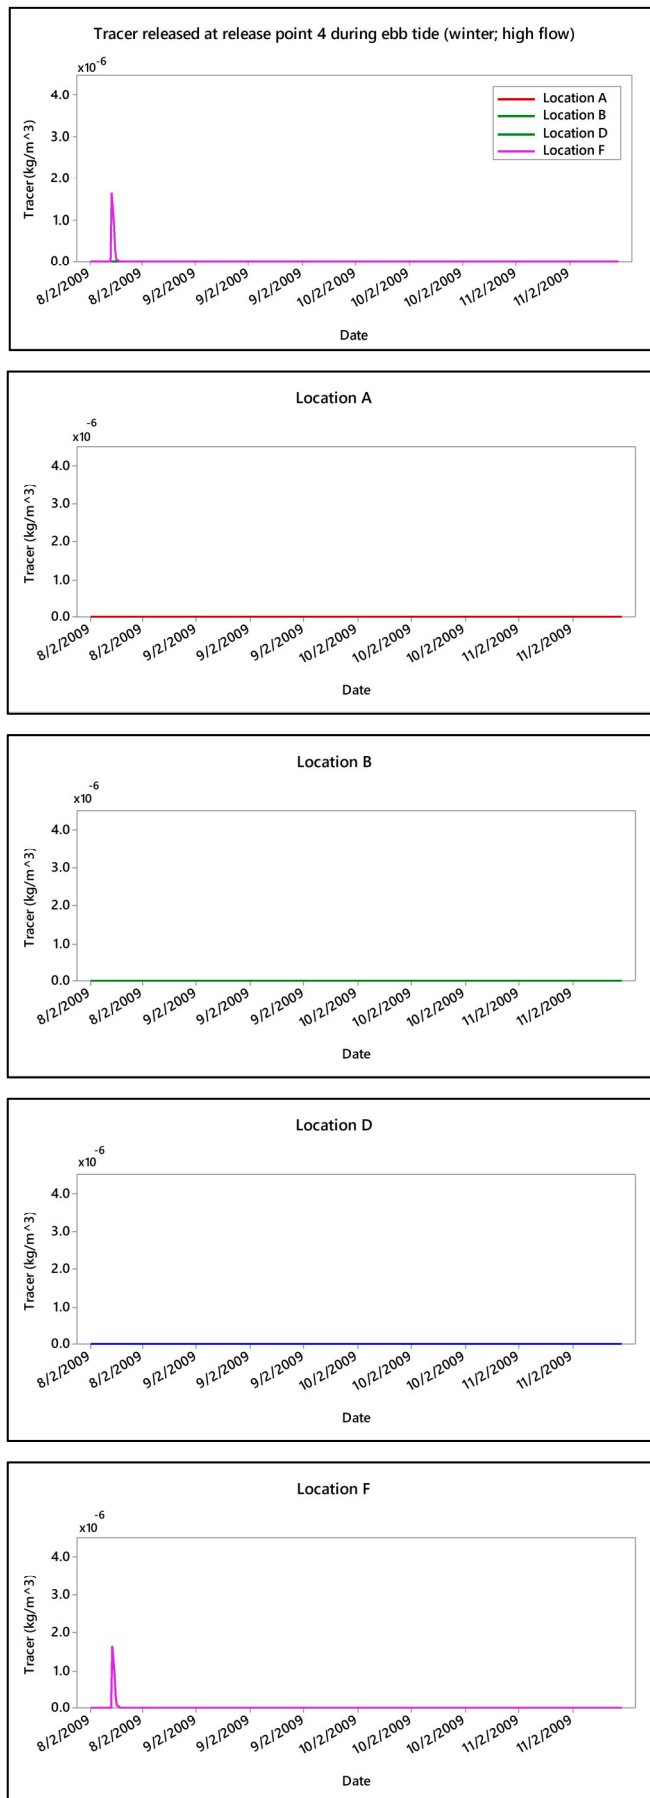 Tracer released at release point 4 during ebb tide (winter; high flow)
x10^-6
Tracer (kg/m^3)
4.0
3.0
2.0
1.0
0.0
Location A
Location B
Location D
Location F
8/2/2009 8/2/2009 9/2/2009 9/2/2009 9/2/2009 10/2/2009 10/2/2009 10/2/2009 11/2/2009 11/2/2009
Date
Location A
x10^-6
Tracer (kg/m^3)
4.0
3.0
2.0
1.0
0.0
8/2/2009 8/2/2009 9/2/2009 9/2/2009 9/2/2009 10/2/2009 10/2/2009 10/2/2009 11/2/2009 11/2/2009
Date
Location B
x10^-6
Tracer (kg/m^3)
4.0
3.0
2.0
1.0
0.0
8/2/2009 8/2/2009 9/2/2009 9/2/2009 9/2/2009 10/2/2009 10/2/2009 10/2/2009 11/2/2009 11/2/2009
Date
Location D
x10^-6
Tracer (kg/m^3)
4.0
3.0
2.0
1.0
0.0
8/2/2009 8/2/2009 9/2/2009 9/2/2009 9/2/2009 10/2/2009 10/2/2009 10/2/2009 11/2/2009 11/2/2009
Date
Location F
x10^-6
Tracer (kg/m^3)
4.0
3.0
2.0
1.0
0.0
8/2/2009 8/2/2009 9/2/2009 9/2/2009 9/2/2009 10/2/2009 10/2/2009 10/2/2009 11/2/2009 11/2/2009
Date